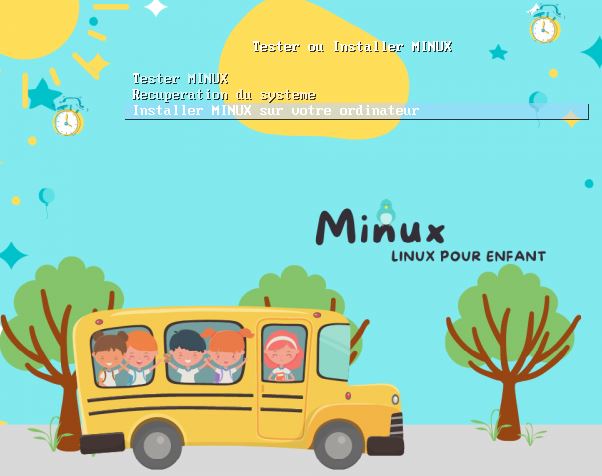 Tester ou Installer MINUX
Tester MINUX
Recuperation du systeme
Installer MINUX sur votre ordinateur
Minux
LINUX POUR ENFANT